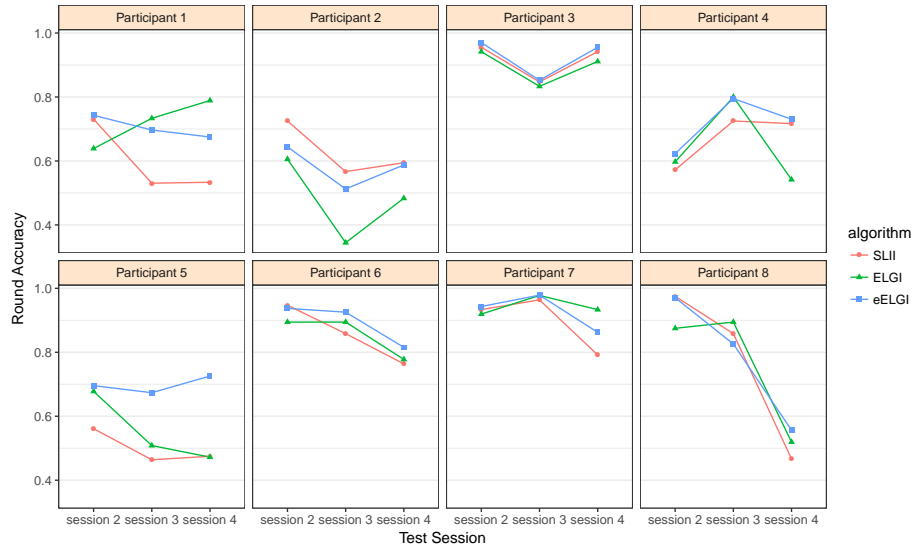 Participant 1
Participant 2
Participant 3
Participant 4
1.0
0.8
0.6
0.4
Participant 5
Participant 6
Participant 7
Participant 8
1.0
0.8
0.6
0.4
session 2 session 3 session 4
session 2 session 3 session 4
session 2 session 3 session 4
session 2 session 3 session 4
Test Session
Round Accuracy
algorithm
SLII
ELGI
eELGI